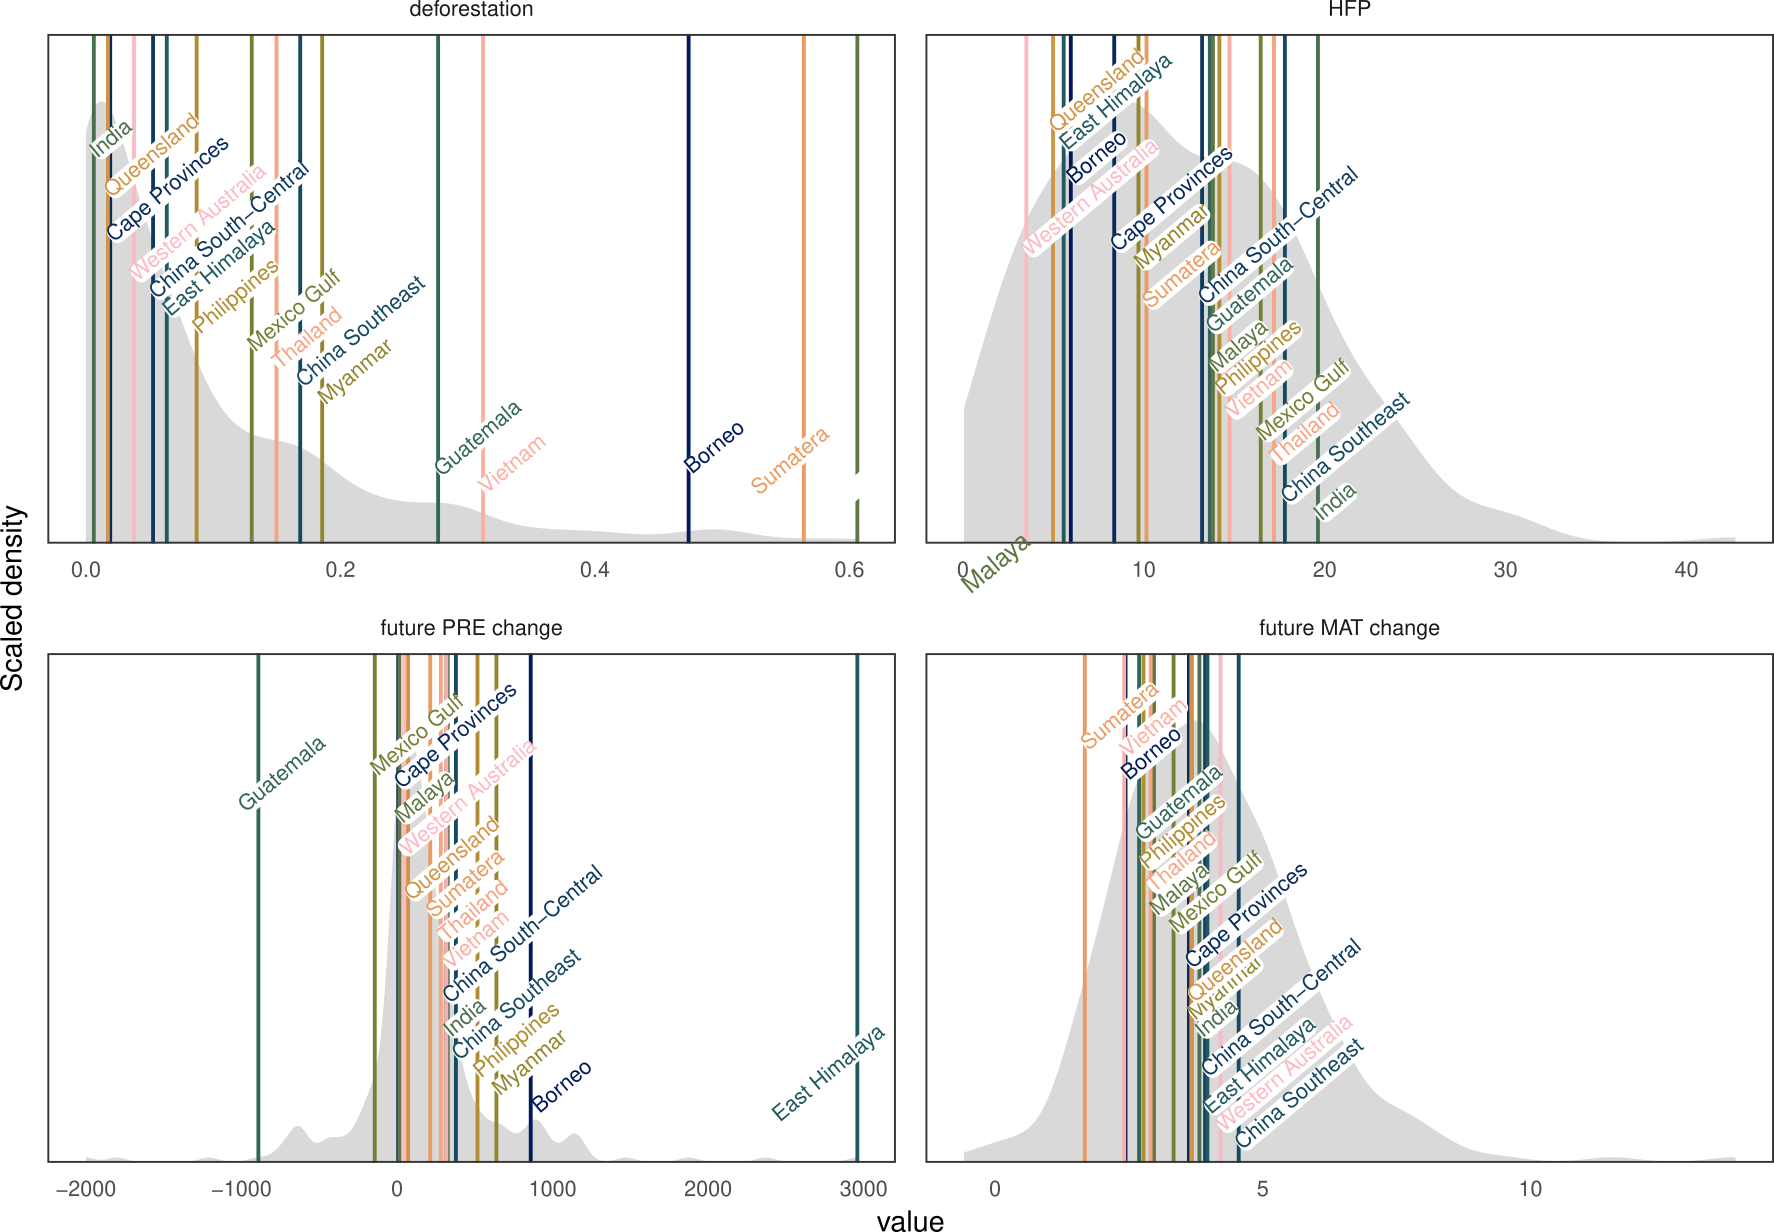 deforestation
HFP
India
Queensland
Cape Provinces
Western Australia
China South−Central
East Himalaya
Philippines
Mexico Gulf
Thailand
China Southeast
Myanmar
Guatemala
Vietnam
Borneo
Sumatera
Malaya
0.0 0.2 0.4 0.6
Queensland
East Himalaya
Borneo
Western Australia
Cape Provinces
Myanmar
Sumatera
China South−Central
Guatemala
Malaya
Philippines
Vietnam
Mexico Gulf
Thailand
China Southeast
India
0 10 20 30 40
Scaled density
future PRE change
future MAT change
Guatemala
Mexico Gulf
Cape Provinces
Malaya
Western Australia
Queensland
Sumatera
Thailand
Vietnam
China South−Central
India
China Southeast
Philippines
Myanmar
Borneo
East Himalaya
−2000 −1000 0 1000 2000 3000
Sumatera
Vietnam
Borneo
Guatemala
Philippines
Thailand
Malaya
Mexico Gulf
Cape Provinces
Queensland
Myanmar
India
China South−Central
East Himalaya
Western Australia
China Southeast
0 5 10
value